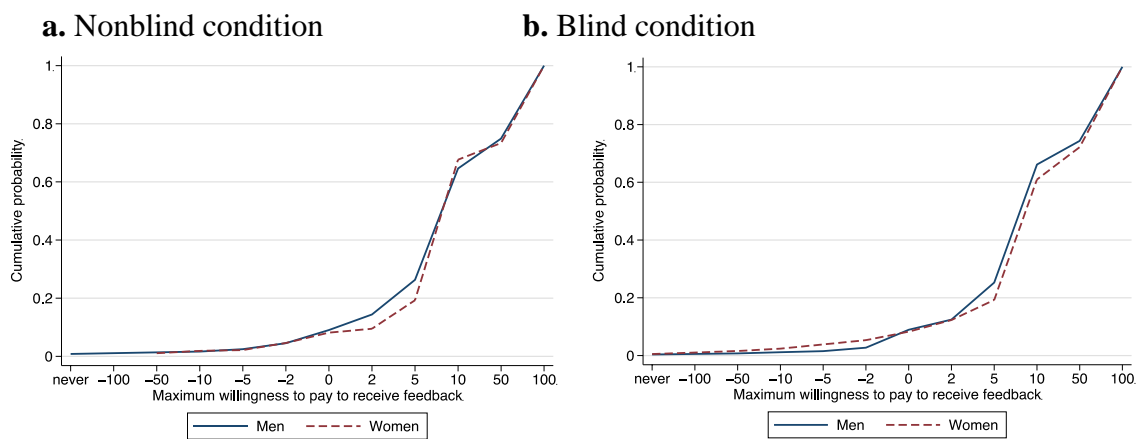 a. Nonblind condition
1.
0.8
0.6
0.4
0.2
0
Cumulative probability.
never −100 −50 −10 −5 −2 0 2 5 10 50 100.
Maximum willingness to pay to receive feedback.
Men Women
b. Blind condition
1.
0.8
0.6
0.4
0.2
0
Cumulative probability.
never −100 −50 −10 −5 −2 0 2 5 10 50 100.
Maximum willingness to pay to receive feedback.
Men Women